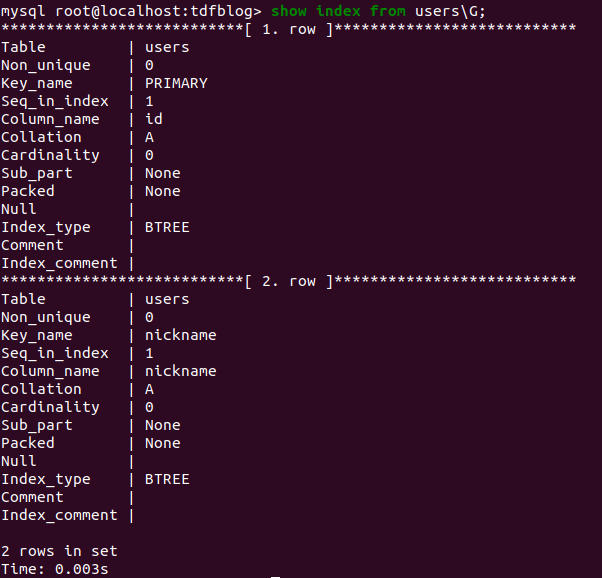 mysql root@localhost:tdfblog> show index from users\G;
***************************[ 1. row ]***************************
Table         | users
Non_unique    | 0
Key_name      | PRIMARY
Seq_in_index  | 1
Column_name   | id
Collation     | A
Cardinality   | 0
Sub_part      | None
Packed        | None
Null          |
Index_type    | BTREE
Comment       |
Index_comment |
***************************[ 2. row ]***************************
Table         | users
Non_unique    | 0
Key_name      | nickname
Seq_in_index  | 1
Column_name   | nickname
Collation     | A
Cardinality   | 0
Sub_part      | None
Packed        | None
Null          |
Index_type    | BTREE
Comment       |
Index_comment |
2 rows in set
Time: 0.003s